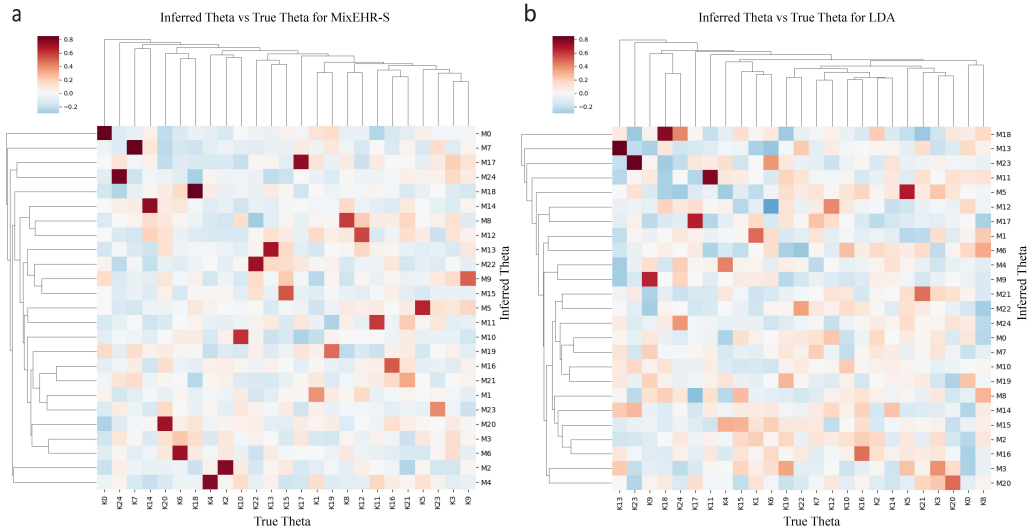 a
Inferred Theta vs True Theta for MixEHR-S
0.8
0.6
0.4
0.2
0.0
−0.2
M0
M7
M17
M24
M18
M14
M8
M12
M13
M22
M9
M15
M5
M11
M10
M19
M16
M21
M1
M23
M20
M3
M6
M2
M4
Inferred Theta
K0 K24 K7 K14 K20 K6 K18 K4 K2 K10 K22 K13 K15 K17 K1 K19 K8 K12 K11 K16 K21 K5 K23 K3 K9
True Theta
b
Inferred Theta vs True Theta for LDA
0.8
0.6
0.4
0.2
0.0
−0.2
M18
M13
M23
M11
M5
M12
M17
M1
M6
M4
M9
M21
M22
M24
M0
M7
M10
M19
M8
M14
M15
M2
M16
M3
M20
Inferred Theta
K13 K23 K9 K18 K24 K17 K11 K4 K15 K1 K6 K19 K22 K7 K12 K10 K16 K2 K14 K5 K21 K3 K20 K0 K8
True Theta